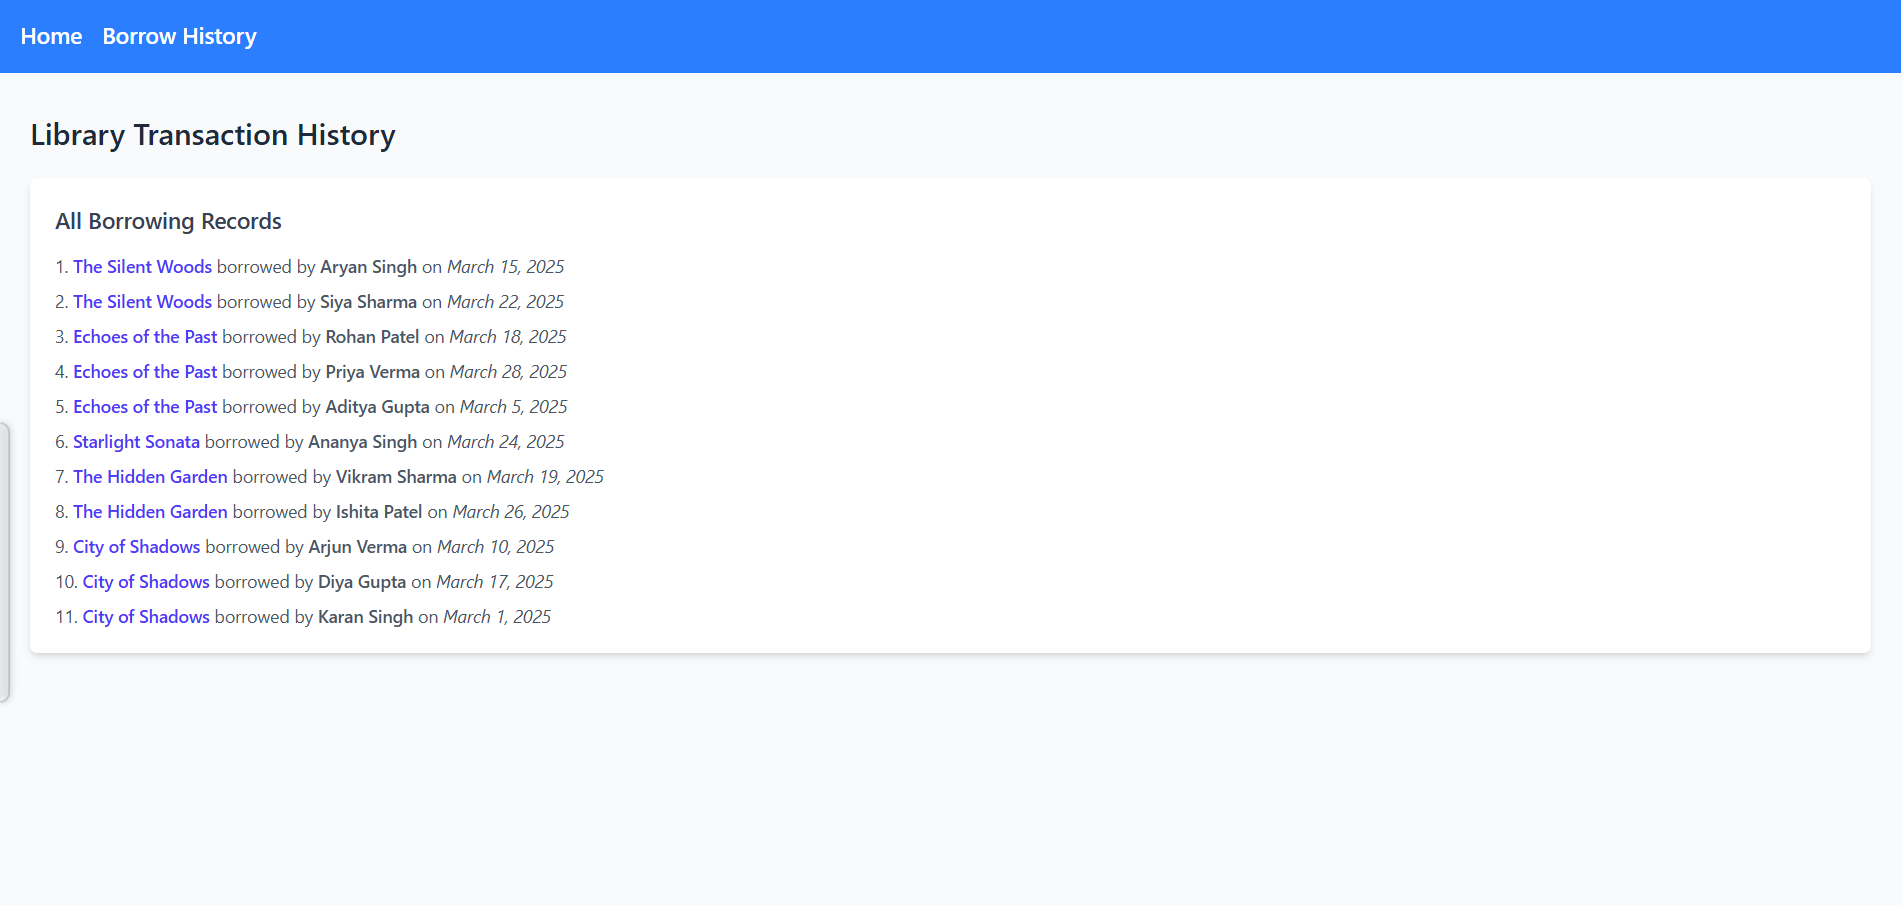 Home Borrow History
Library Transaction History
All Borrowing Records
1. The Silent Woods borrowed by Aryan Singh on March 15, 2025
2. The Silent Woods borrowed by Siya Sharma on March 22, 2025
3. Echoes of the Past borrowed by Rohan Patel on March 18, 2025
4. Echoes of the Past borrowed by Priya Verma on March 28, 2025
5. Echoes of the Past borrowed by Aditya Gupta on March 5, 2025
6. Starlight Sonata borrowed by Ananya Singh on March 24, 2025
7. The Hidden Garden borrowed by Vikram Sharma on March 19, 2025
8. The Hidden Garden borrowed by Ishita Patel on March 26, 2025
9. City of Shadows borrowed by Arjun Verma on March 10, 2025
10. City of Shadows borrowed by Diya Gupta on March 17, 2025
11. City of Shadows borrowed by Karan Singh on March 1, 2025